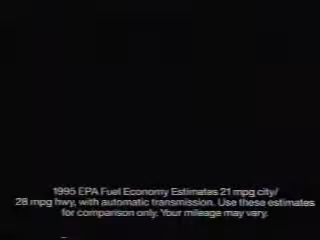 1995 EPA Fuel Economy Estimates 21 mpg city/
28 mpg hwy, with automatic transmission. Use these estimates
for comparison only. Your mileage may vary.